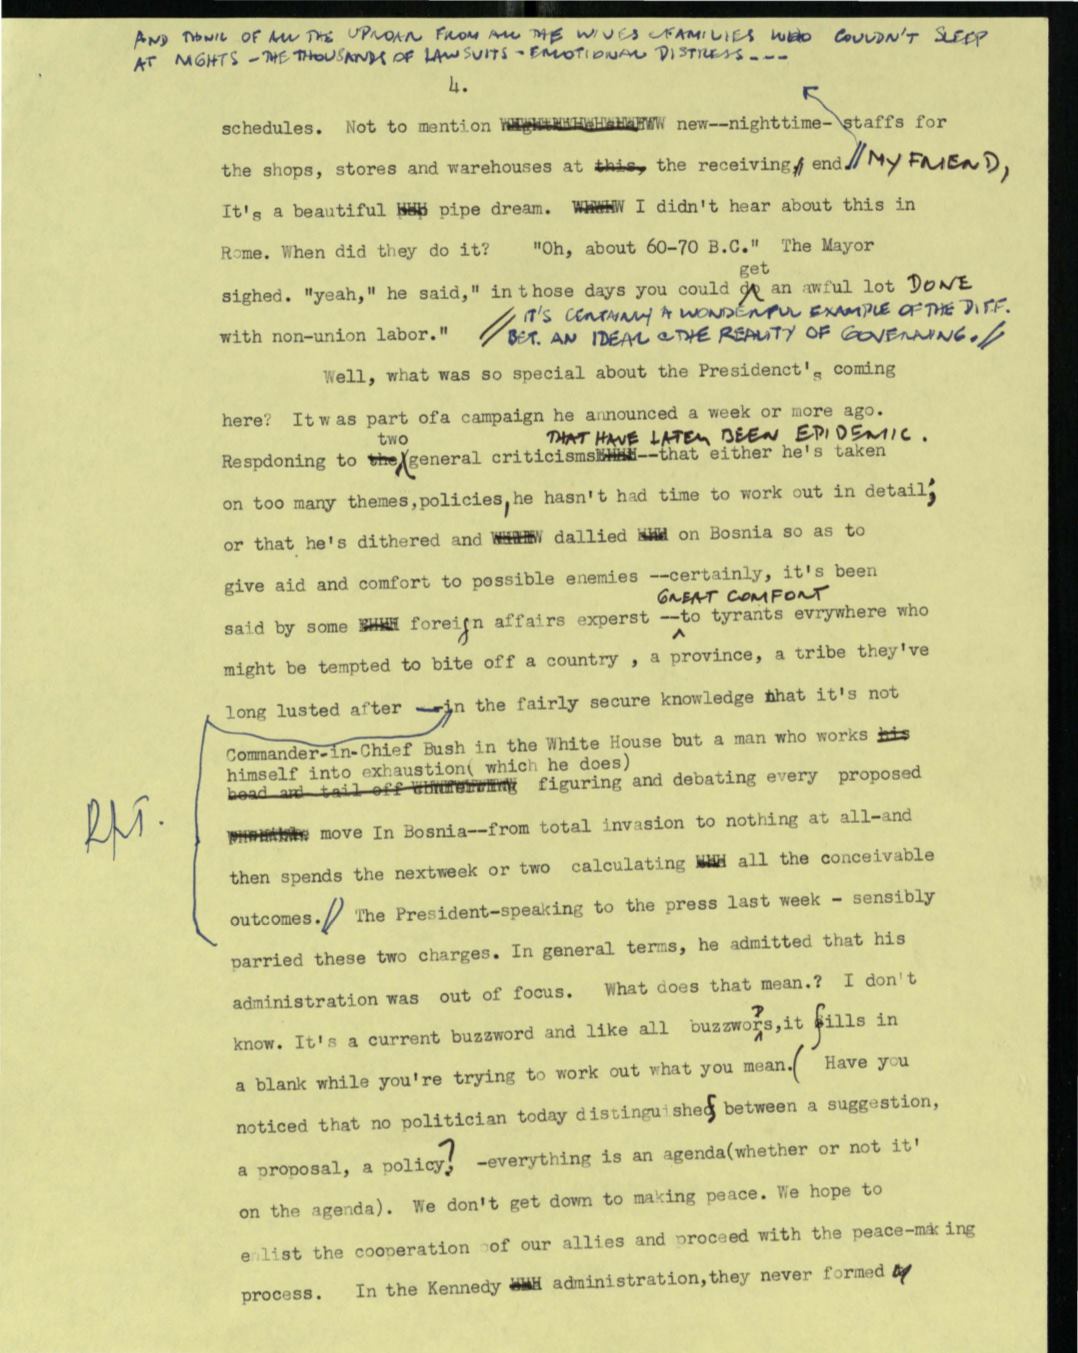 AND THINK OF ALL THE UPROAR FROM ALL THE WIVES & FAMILIES WHO COULDN'T SLEEP
AT NIGHTS - THE THOUSANDS OF LAWSUITS - EMOTIONAL DISTRESS ---
4.
schedules. Not to mention new--nighttime- staffs for
the shops, stores and warehouses at this, the receiving, end. // MY FRIEND,
It's a beautiful pipe dream. I didn't hear about this in
Rome. When did they do it? "Oh, about 60-70 B.C." The Mayor
get
sighed. "yeah," he said," in those days you could do an awful lot DONE
// IT'S CERTAINLY A WONDERFUL EXAMPLE OF THE DIFF.
with non-union labor." BET. AN IDEAL & THE REALITY OF GOVERNING. //
Well, what was so special about the Presidenct's coming
here? It was part ofa campaign he announced a week or more ago.
two THAT HAVE LATELY BEEN EPIDEMIC.
Respdoning to the general criticisms --that either he's taken
on too many themes,policies,he hasn't had time to work out in detail;
or that he's dithered and dallied on Bosnia so as to
give aid and comfort to possible enemies --certainly, it's been
GREAT COMFORT
said by some foreign affairs experst --to tyrants evrywhere who
might be tempted to bite off a country , a province, a tribe they've
long lusted after -in the fairly secure knowledge that it's not
Commander-in-Chief Bush in the White House but a man who works his
himself into exhaustion( which he does)
head and tail off figuring and debating every proposed
move In Bosnia--from total invasion to nothing at all-and
then spends the nextweek or two calculating all the conceivable
outcomes. // The President-speaking to the press last week - sensibly
parried these two charges. In general terms, he admitted that his
administration was out of focus. What does that mean.? I don't
know. It's a current buzzword and like all buzzwors,it fills in
a blank while you're trying to work out what you mean.( Have you
noticed that no politician today distinguishes between a suggestion,
a proposal, a policy? -everything is an agenda(whether or not it'
on the agenda). We don't get down to making peace. We hope to
enlist the cooperation of our allies and proceed with the peace-making
process. In the Kennedy administration,they never formed a